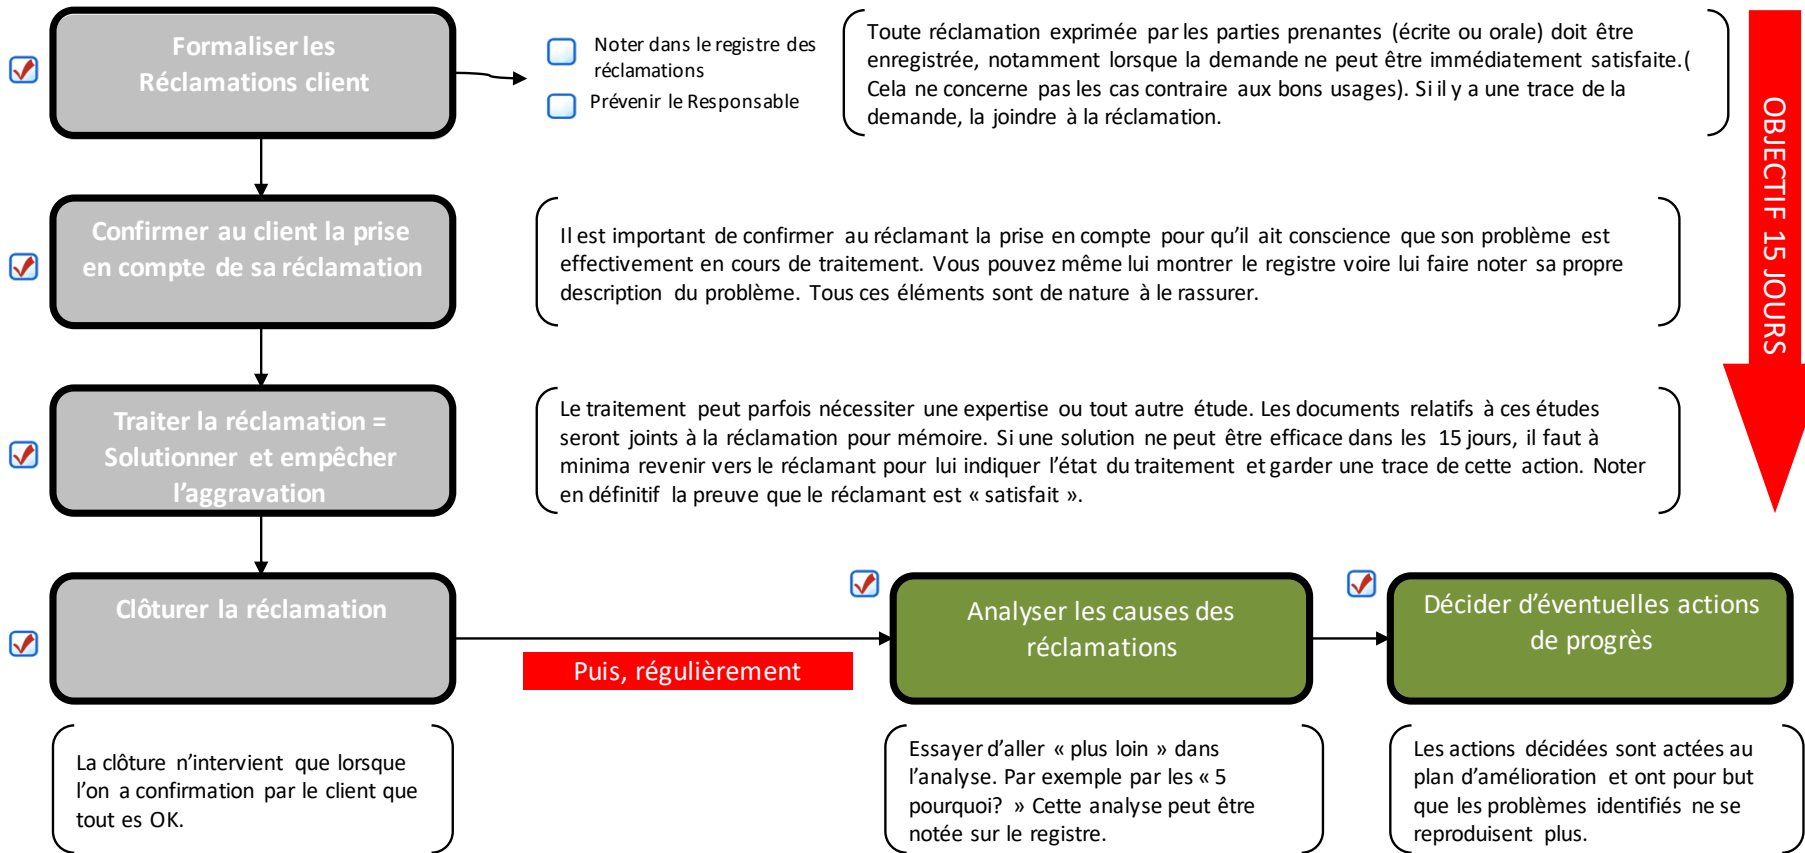 Formaliser les
Réclamations client
Noter dans le registre des
réclamations
Prévenir le Responsable
Toute réclamation exprimée par les parties prenantes (écrite ou orale) doit être
enregistrée, notamment lorsque la demande ne peut être immédiatement satisfaite.(
Cela ne concerne pas les cas contraire aux bons usages). Si il y a une trace de la
demande, la joindre à la réclamation.
OBJECTIF 15 JOURS
Confirmer au client la prise
en compte de sa réclamation
Il est important de confirmer au réclamant la prise en compte pour qu'il ait conscience que son problème est
effectivement en cours de traitement. Vous pouvez même lui montrer le registre voire lui faire noter sa propre
description du problème. Tous ces éléments sont de nature à le rassurer.
Traiter la réclamation =
Solutionner et empêcher
l'aggravation
Le traitement peut parfois nécessiter une expertise ou tout autre étude. Les documents relatifs à ces études
seront joints à la réclamation pour mémoire. Si une solution ne peut être efficace dans les 15 jours, il faut à
minima revenir vers le réclamant pour lui indiquer l'état du traitement et garder une trace de cette action. Noter
en définitif la preuve que le réclamant est « satisfait ».
Clôturer la réclamation
Puis, régulièrement
Analyser les causes des
réclamations
Décider d'éventuelles actions
de progrès
La clôture n'intervient que lorsque
l'on a confirmation par le client que
tout es OK.
Essayer d'aller « plus loin » dans
l'analyse. Par exemple par les « 5
pourquoi? » Cette analyse peut être
notée sur le registre.
Les actions décidées sont actées au
plan d'amélioration et ont pour but
que les problèmes identifiés ne se
reproduisent plus.